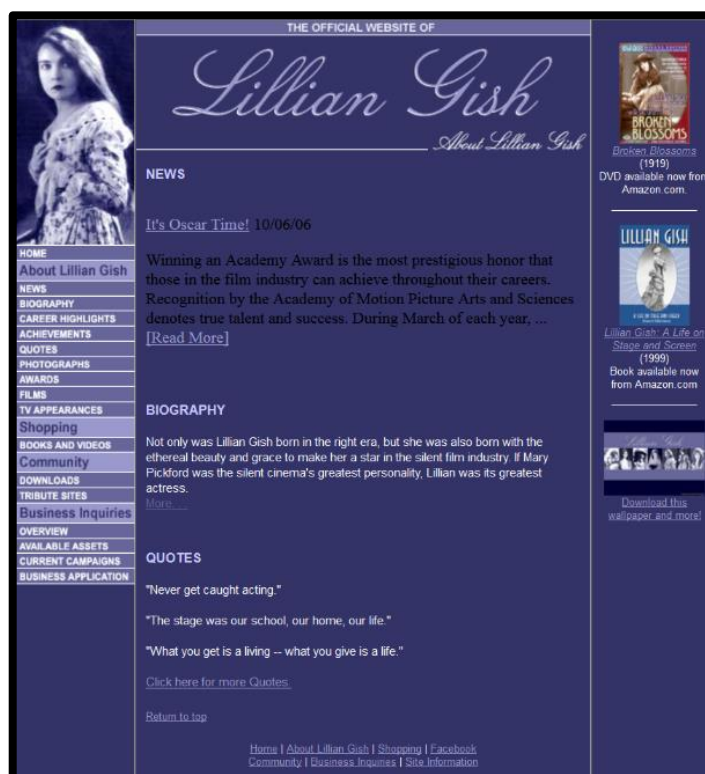 THE OFFICIAL WEBSITE OF
Lillian Gish
About Lillian Gish
HOME
About Lillian Gish
NEWS
BIOGRAPHY
CAREER HIGHLIGHTS
ACHIEVEMENTS
QUOTES
PHOTOGRAPHS
AWARDS
FILMS
TV APPEARANCES
Shopping
BOOKS AND VIDEOS
Community
DOWNLOADS
TRIBUTE SITES
Business Inquiries
OVERVIEW
AVAILABLE ASSETS
CURRENT CAMPAIGNS
BUSINESS APPLICATION
NEWS
It's Oscar Time! 10/06/06
Winning an Academy Award is the most prestigious honor that
those in the film industry can achieve throughout their careers.
Recognition by the Academy of Motion Picture Arts and Sciences
denotes true talent and success. During March of each year, ...
[Read More]
BIOGRAPHY
Not only was Lillian Gish born in the right era, but she was also born with the
ethereal beauty and grace to make her a star in the silent film industry. If Mary
Pickford was the silent cinema's greatest personality, Lillian was its greatest
actress.
More. . .
QUOTES
"Never get caught acting."
"The stage was our school, our home, our life."
"What you get is a living -- what you give is a life."
Click here for more Quotes.
Return to top
Home | About Lillian Gish | Shopping | Facebook
Community | Business Inquiries | Site Information
BROKEN
BLOSSOMS
Broken Blossoms
(1919)
DVD available now from
Amazon.com.
LILLIAN GISH
Lillian Gish: A Life on
Stage and Screen
(1999)
Book available now
from Amazon.com
Lillian Gish
Download this
wallpaper and more!